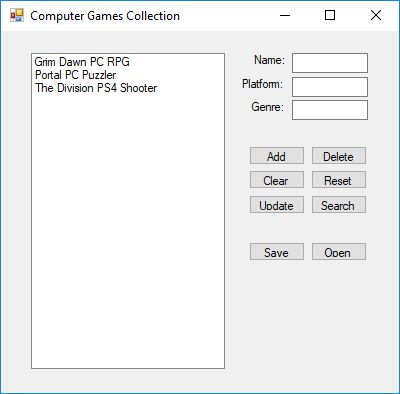 Computer Games Collection
Grim Dawn PC RPG
Portal PC Puzzler
The Division PS4 Shooter
Name:
Platform:
Genre:
Add Delete
Clear Reset
Update Search
Save Open